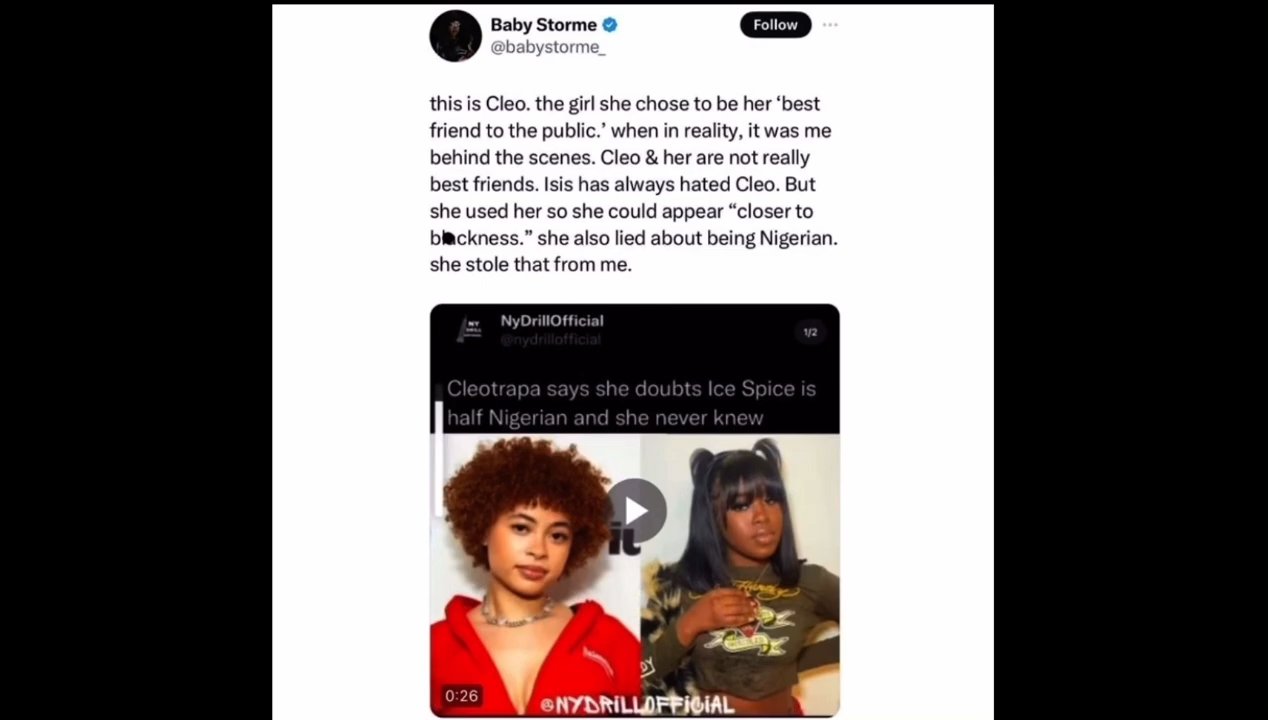 Baby Storme
Follow
@babystorme_
this is Cleo. the girl she chose to be her ‘best
friend to the public.’ when in reality, it was me
behind the scenes. Cleo & her are not really
best friends. Isis has always hated Cleo. But
she used her so she could appear “closer to
blackness.” she also lied about being Nigerian.
she stole that from me.
NY
DRILL
NyDrillOfficial
@nydrillofficial
1/2
Cleotrapa says she doubts Ice Spice is
half Nigerian and she never knew
0:26
@NYDRILLOFFICIAL